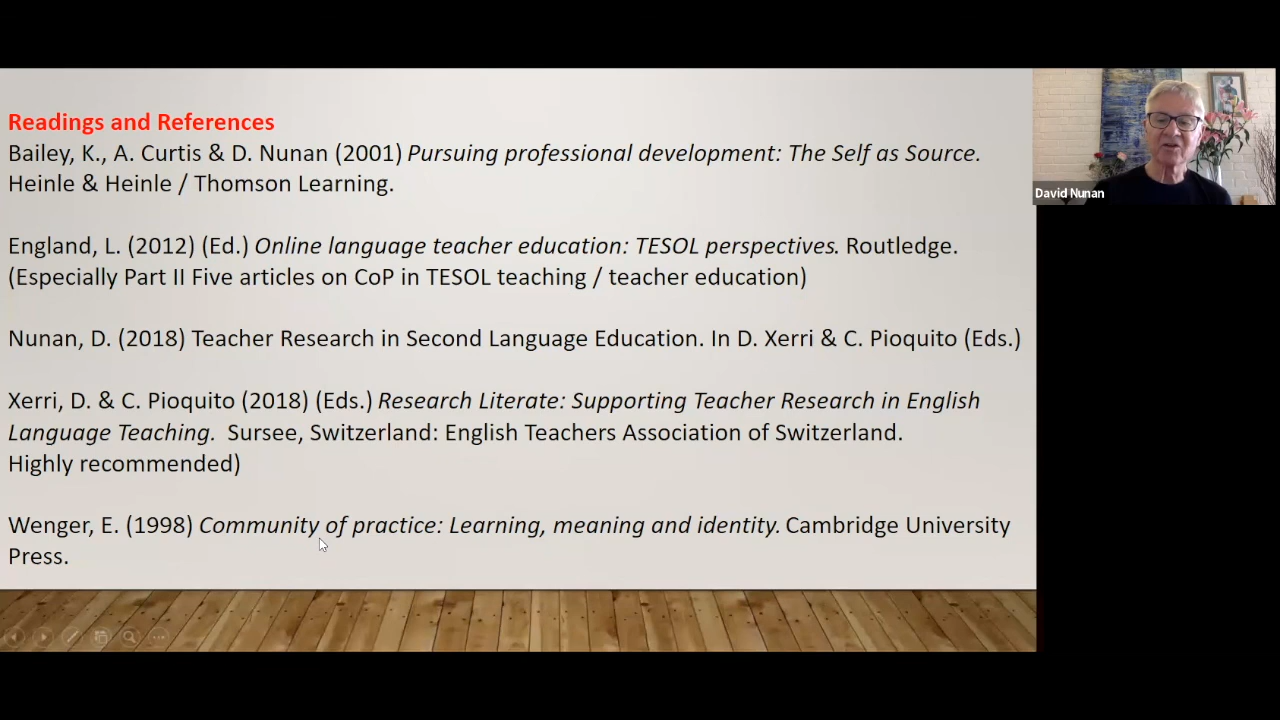 Readings and References
Bailey, K., A. Curtis & D. Nunan (2001) Pursuing professional development: The Self as Source.
Heinle & Heinle / Thomson Learning.
England, L. (2012) (Ed.) Online language teacher education: TESOL perspectives. Routledge.
(Especially Part II Five articles on CoP in TESOL teaching / teacher education)
Nunan, D. (2018) Teacher Research in Second Language Education. In D. Xerri & C. Pioquito (Eds.)
Xerri, D. & C. Pioquito (2018) (Eds.) Research Literate: Supporting Teacher Research in English
Language Teaching. Sursee, Switzerland: English Teachers Association of Switzerland.
Highly recommended)
Wenger, E. (1998) Community of practice: Learning, meaning and identity. Cambridge University
Press.
David Nunan